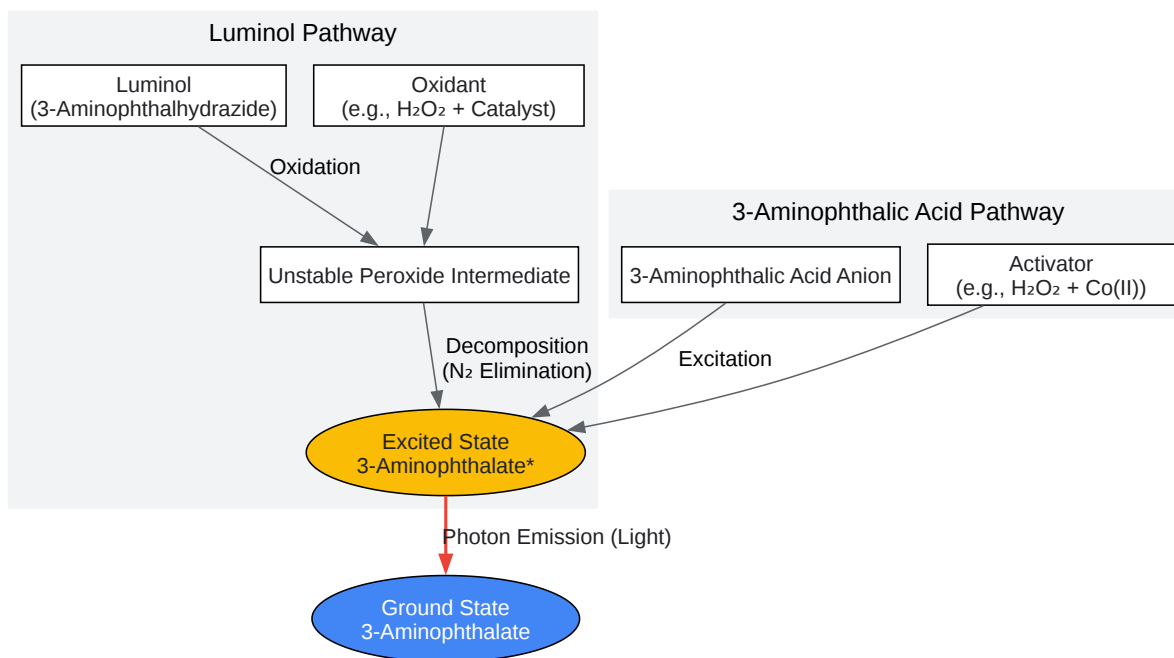 Luminol Pathway
Luminol
(3-Aminophthalhydrazide)
Oxidant
(e.g., H₂O₂ + Catalyst)
Oxidation
3-Aminophthalic Acid Pathway
Unstable Peroxide Intermediate
3-Aminophthalic Acid Anion
Activator
(e.g., H₂O₂ + Co(II))
Decomposition
(N₂ Elimination)
Excitation
Excited State
3-Aminophthalate*
Photon Emission (Light)
Ground State
3-Aminophthalate